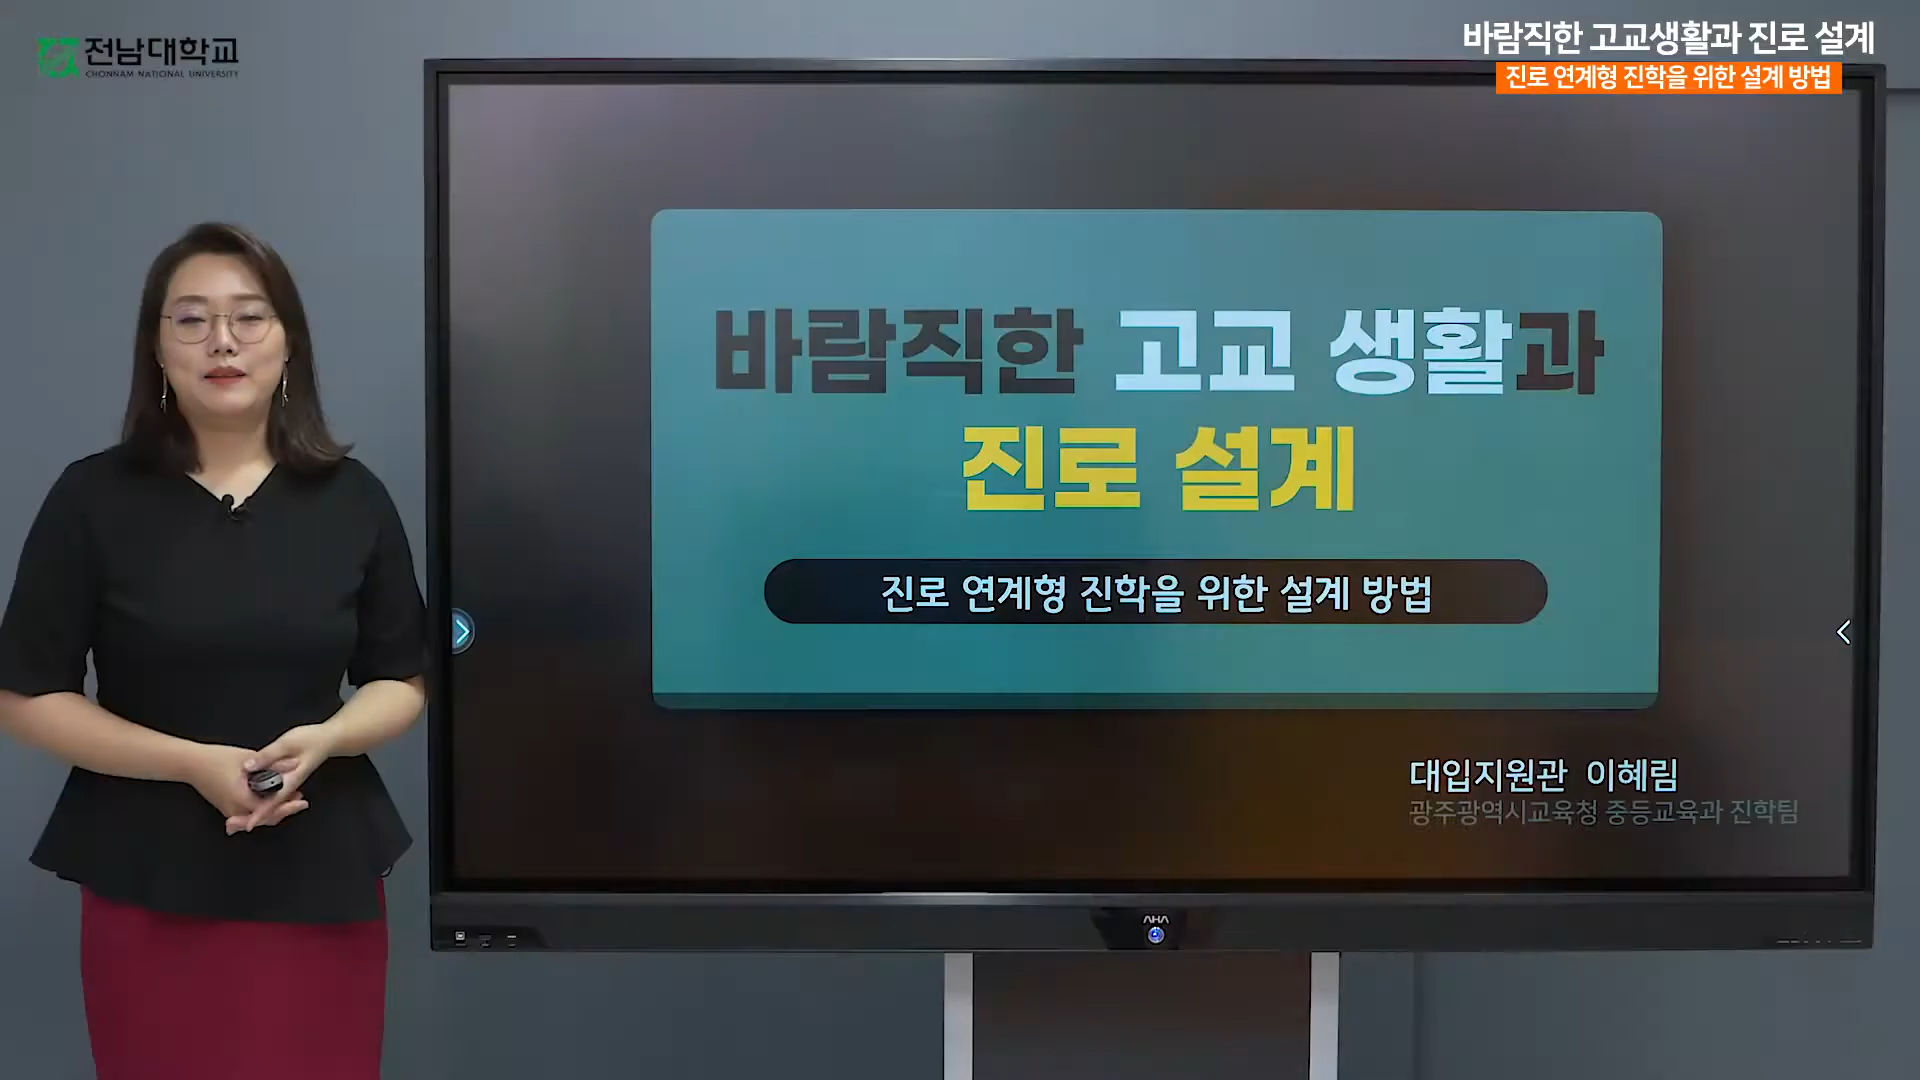 전남대학교
CHONNAM NATIONAL UNIVERSITY
바람직한 고교생활과 진로 설계
진로 연계형 진학을 위한 설계 방법
바람직한 고교 생활과
진로 설계
진로 연계형 진학을 위한 설계 방법
대입지원관 이혜림
광주광역시교육청 중등교육과 진학팀
AHA